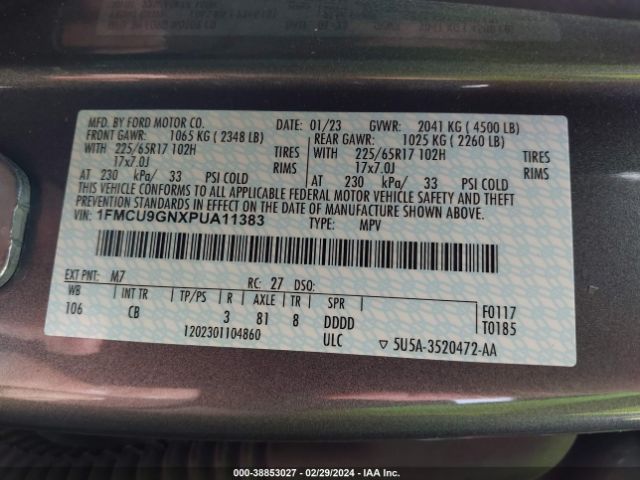 MFD. BY FORD MOTOR CO. DATE: 01/23 GVWR: 2041 KG ( 4500 LB)
FRONT GAWR: 1065 KG ( 2348 LB) REAR GAWR: 1025 KG ( 2260 LB)
WITH 225/65R17 102H TIRES WITH 225/65R17 102H TIRES
17x7.0J RIMS 17x7.0J RIMS
AT 230 kPa/ 33 PSI COLD AT 230 kPa/ 33 PSI COLD
THIS VEHICLE CONFORMS TO ALL APPLICABLE FEDERAL MOTOR VEHICLE SAFETY AND THEFT
PREVENTION STANDARDS IN EFFECT ON THE DATE OF MANUFACTURE SHOWN ABOVE.
VIN: 1FMCU9GNXPUA11383 TYPE: MPV
EXT PNT: M7 RC: 27 DSO:
WB INT TR TP/PS R AXLE TR SPR F0117
106 CB 3 81 8 DDDD T0185
1202301104860 ULC ▽ 5U5A-3520472-AA
000-38853027 - 02/29/2024 - IAA Inc.